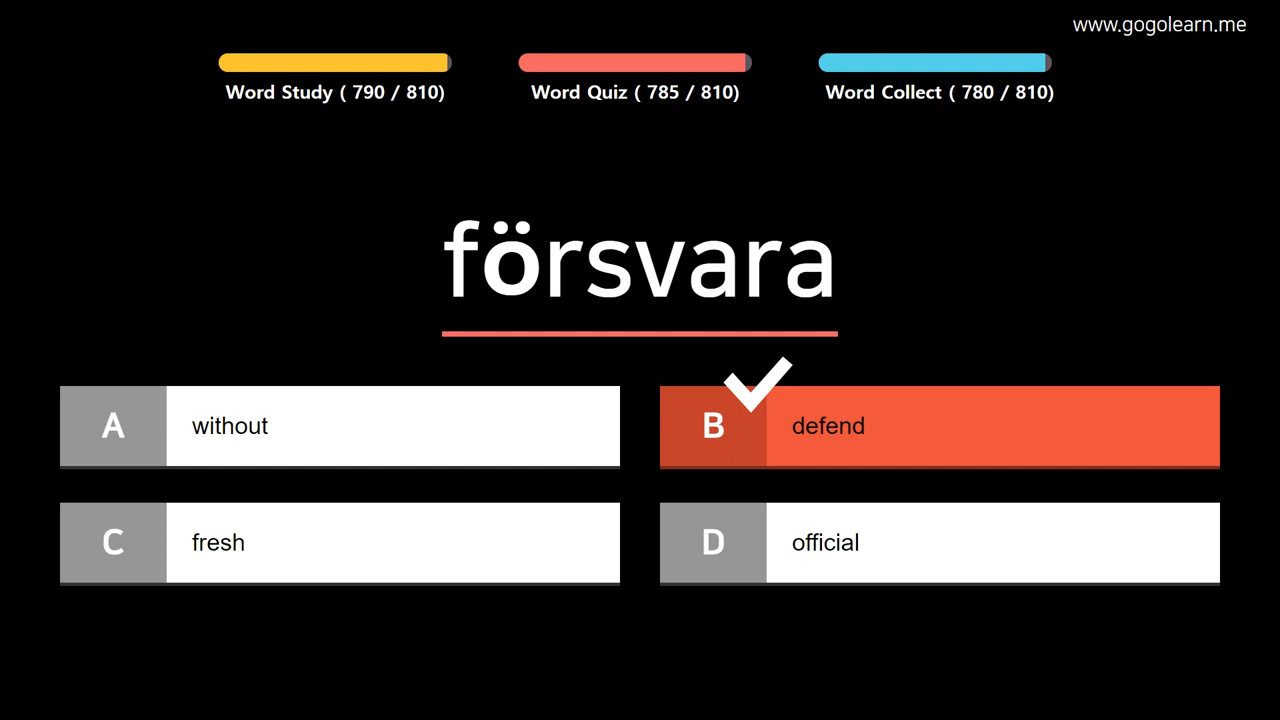 www.gogolearn.me
Word Study ( 790 / 810)
Word Quiz ( 785 / 810)
Word Collect ( 780 / 810)
försvara
A without
B defend
C fresh
D official